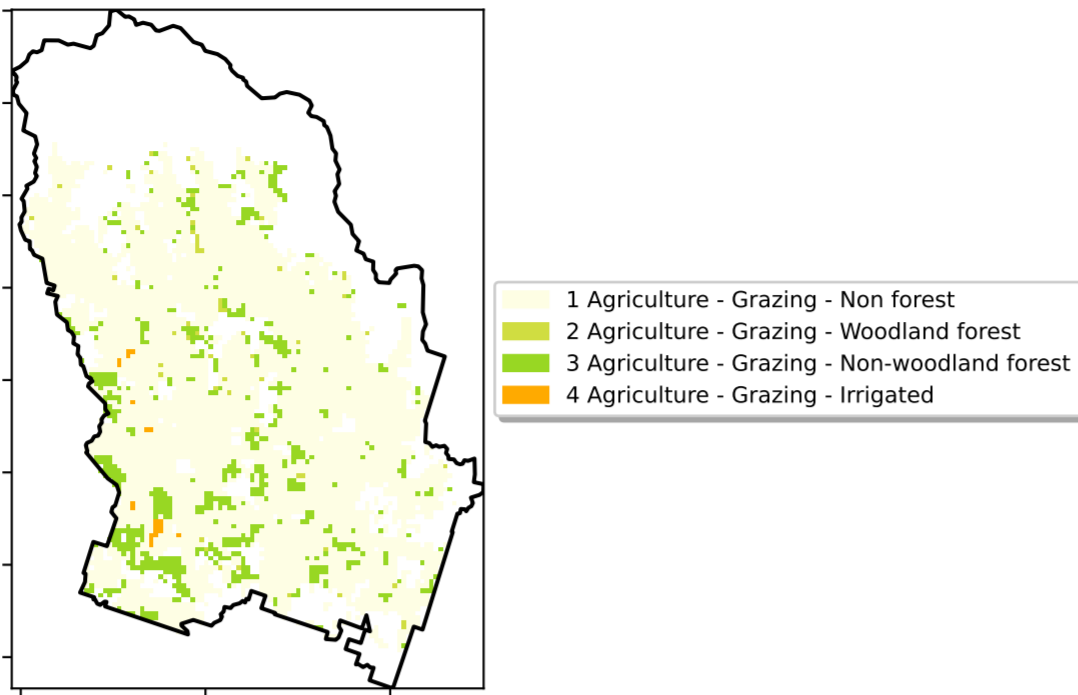 1 Agriculture - Grazing - Non forest
2 Agriculture - Grazing - Woodland forest
3 Agriculture - Grazing - Non-woodland forest
4 Agriculture - Grazing - Irrigated